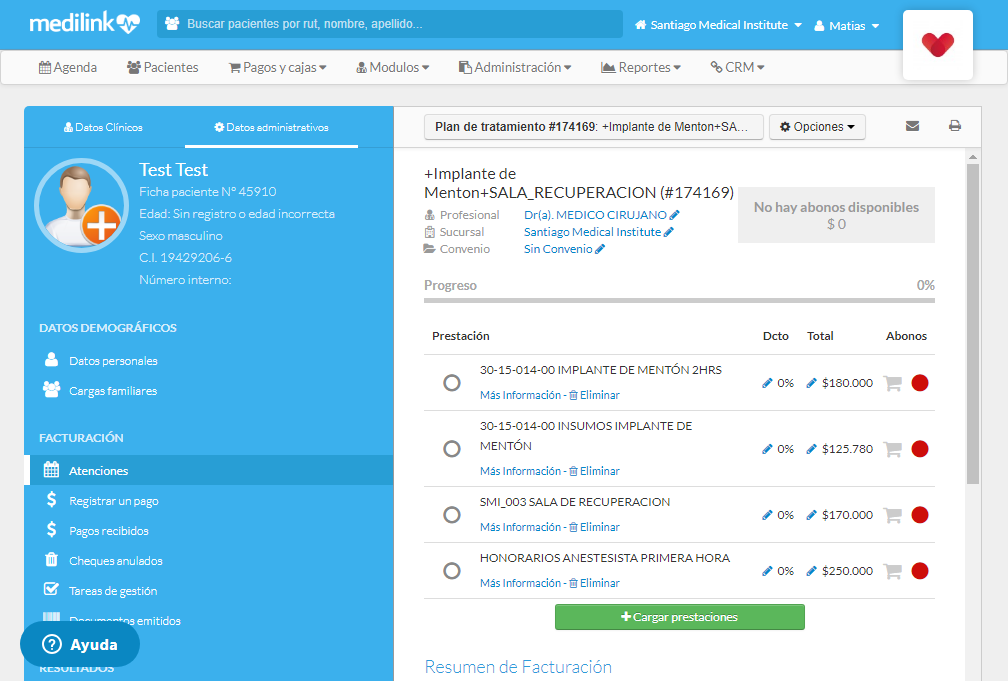 medilink
Buscar pacientes por rut, nombre, apellido...
Santiago Medical Institute
Matias
Agenda
Pacientes
Pagos y cajas
Modulos
Administración
Reportes
CRM
Datos Clínicos
Datos administrativos
Test Test
Ficha paciente N° 45910
Edad: Sin registro o edad incorrecta
Sexo masculino
C.I. 19429206-6
Número interno:
DATOS DEMOGRÁFICOS
Datos personales
Cargas familiares
FACTURACIÓN
Atenciones
Registrar un pago
Pagos recibidos
Cheques anulados
Tareas de gestión
Documentos emitidos
Ayuda
RESULTADOS
Plan de tratamiento #174169: +Implante de Menton+SA...
Opciones
+Implante de
Menton+SALA_RECUPERACION (#174169)
Profesional Dr(a). MEDICO CIRUJANO
Sucursal Santiago Medical Institute
Convenio Sin Convenio
No hay abonos disponibles
$ 0
Progreso 0%
Prestación Dcto Total Abonos
30-15-014-00 IMPLANTE DE MENTÓN 2HRS
0% $180.000
Más Información - Eliminar
30-15-014-00 INSUMOS IMPLANTE DE
MENTÓN
0% $125.780
Más Información - Eliminar
SMI_003 SALA DE RECUPERACION
0% $170.000
Más Información - Eliminar
HONORARIOS ANESTESISTA PRIMERA HORA
0% $250.000
Más Información - Eliminar
Cargar prestaciones
Resumen de Facturación